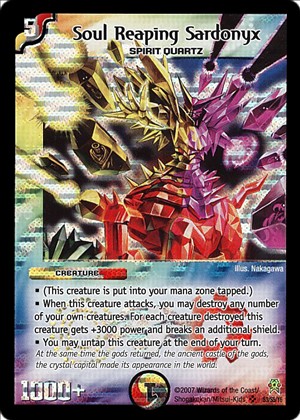 5
Soul Reaping Sardonyx
SPIRIT QUARTZ
Illus. Nakagawa
CREATURE
▪ (This creature is put into your mana zone tapped.)
▪ When this creature attacks, you may destroy any number
of your own creatures. For each creature destroyed this
creature gets +3000 power and breaks an additional shield.
▪ You may untap this creature at the end of your turn.
At the same time the gods returned, the ancient castle of the gods,
the crystal capital made its appearance in the world.
1000+
1
©2007 Wizards of the Coast/
Shogakukan/Mitsui-Kids